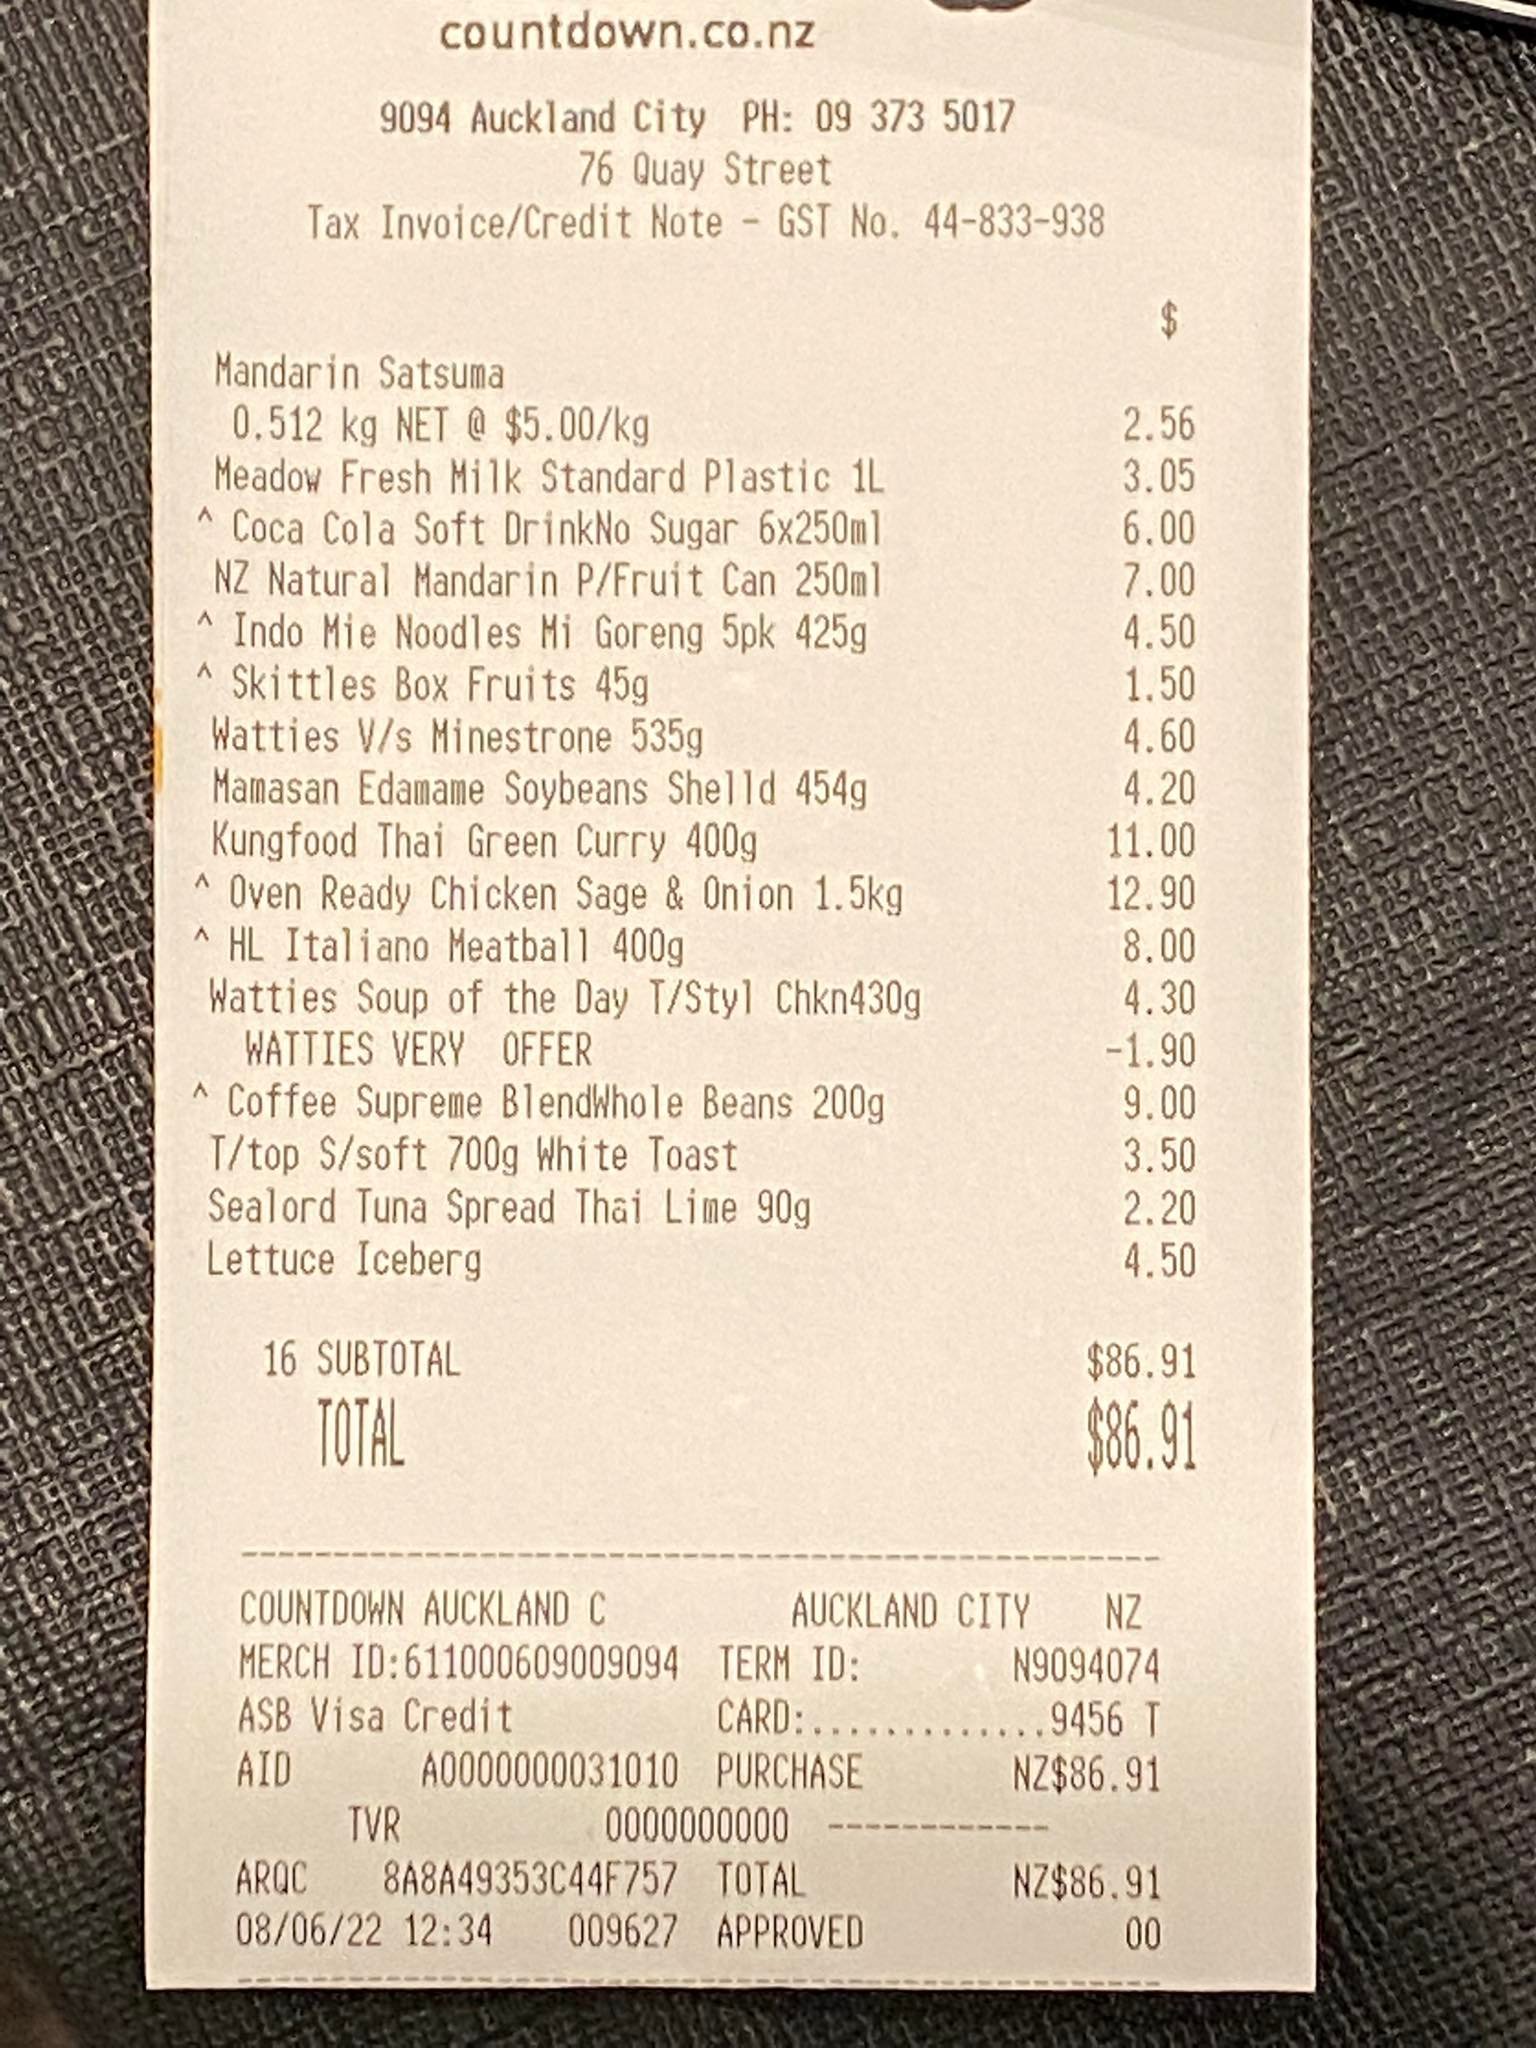 countdown.co.nz
9094 Auckland City PH: 09 373 5017
76 Quay Street
Tax Invoice/Credit Note - GST No. 44-833-938
$
Mandarin Satsuma
0.512 kg NET @ $5.00/kg 2.56
Meadow Fresh Milk Standard Plastic 1L 3.05
^ Coca Cola Soft DrinkNo Sugar 6x250ml 6.00
NZ Natural Mandarin P/Fruit Can 250ml 7.00
^ Indo Mie Noodles Mi Goreng 5pk 425g 4.50
^ Skittles Box Fruits 45g 1.50
Watties V/s Minestrone 535g 4.60
Mamasan Edamame Soybeans Shelld 454g 4.20
Kungfood Thai Green Curry 400g 11.00
^ Oven Ready Chicken Sage & Onion 1.5kg 12.90
^ HL Italiano Meatball 400g 8.00
Watties Soup of the Day T/Styl Chkn430g 4.30
WATTIES VERY OFFER -1.90
^ Coffee Supreme BlendWhole Beans 200g 9.00
T/top S/soft 700g White Toast 3.50
Sealord Tuna Spread Thai Lime 90g 2.20
Lettuce Iceberg 4.50
16 SUBTOTAL $86.91
TOTAL $86.91
COUNTDOWN AUCKLAND C AUCKLAND CITY NZ
MERCH ID:611000609009094 TERM ID: N9094074
ASB Visa Credit CARD:.............9456 T
AID A0000000031010 PURCHASE NZ$86.91
TVR 0000000000 ------------
ARQC 8A8A49353C44F757 TOTAL NZ$86.91
08/06/22 12:34 009627 APPROVED 00